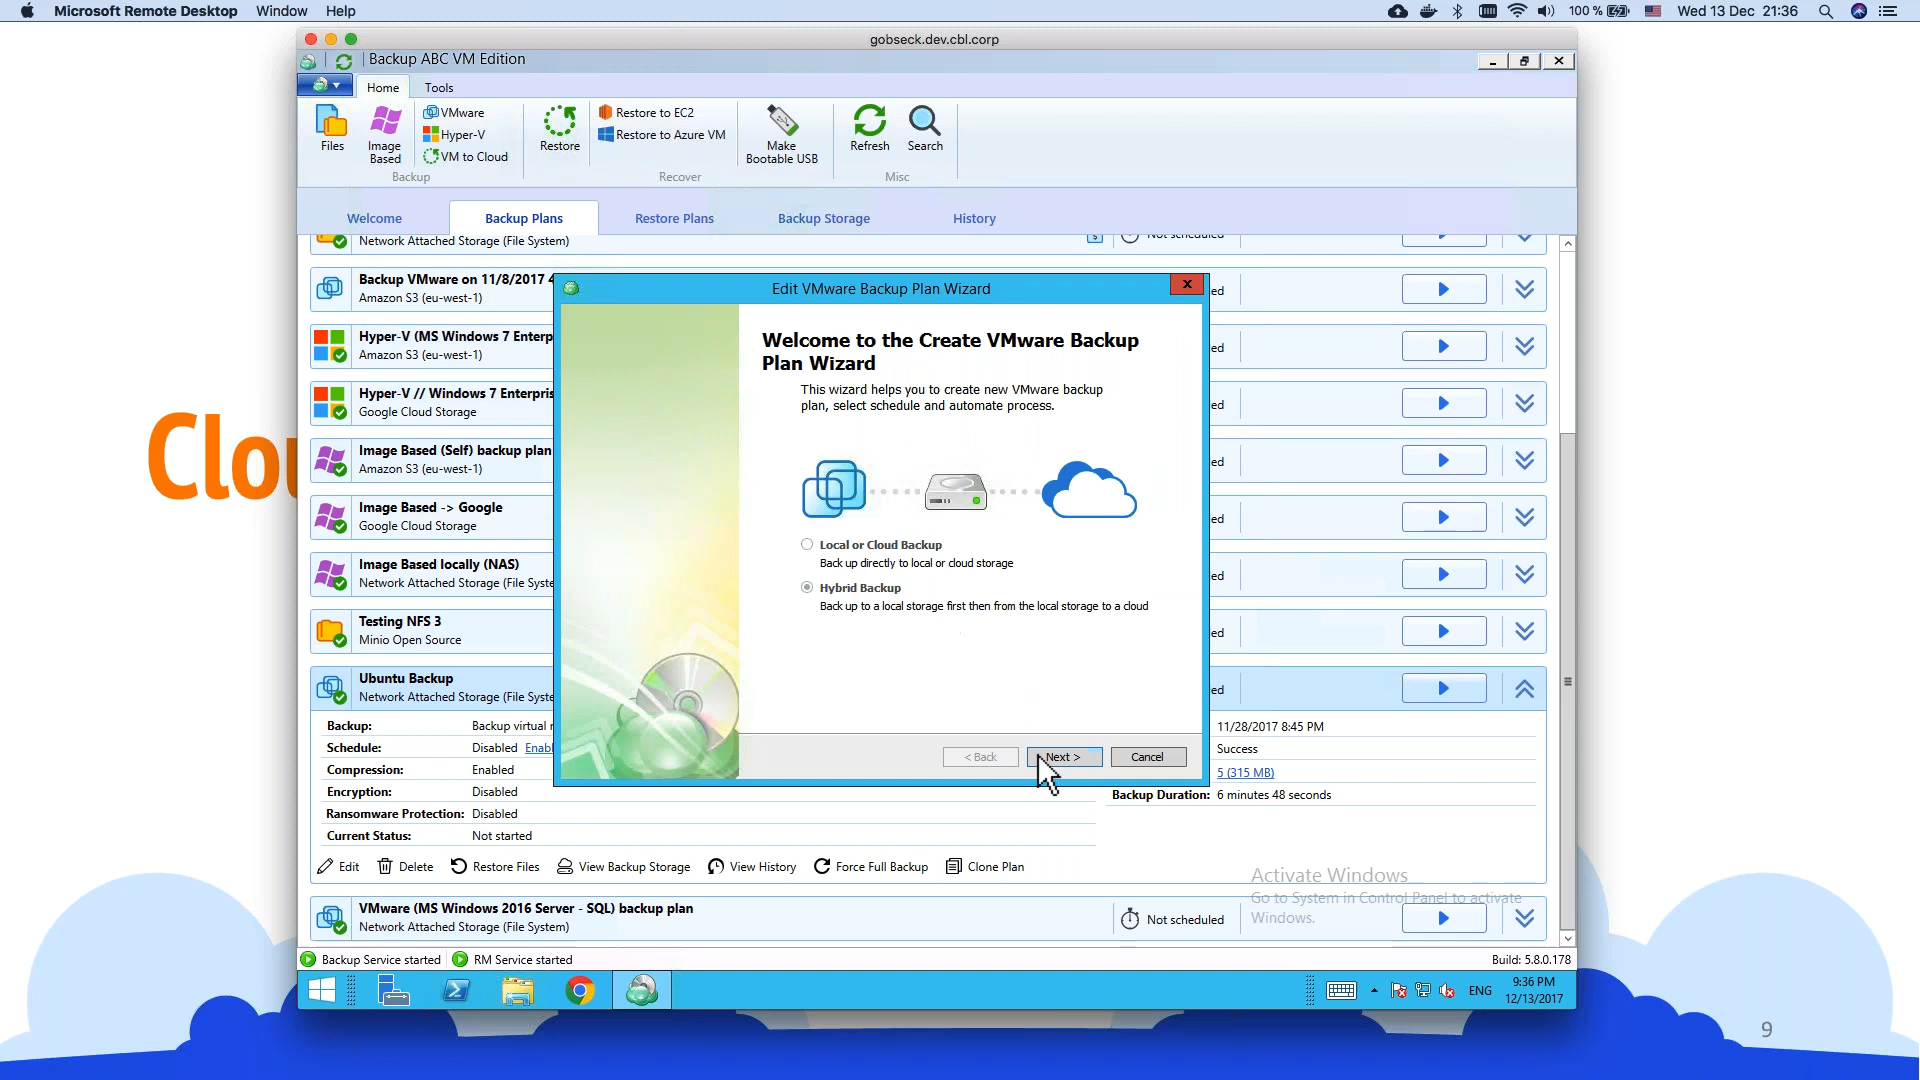 Microsoft Remote Desktop Window Help
100 % Wed 13 Dec 21:36
gobseck.dev.cbl.corp
Backup ABC VM Edition
Home Tools
Files
Image Based
VMware
Hyper-V
VM to Cloud
Backup
Restore
Restore to EC2
Restore to Azure VM
Recover
Make Bootable USB
Refresh
Search
Misc
Welcome Backup Plans Restore Plans Backup Storage History
Network Attached Storage (File System) Not scheduled
Backup VMware on 11/8/2017 4
Amazon S3 (eu-west-1)
ed
Hyper-V (MS Windows 7 Enterp
Amazon S3 (eu-west-1)
ed
Hyper-V // Windows 7 Enterpris
Google Cloud Storage
ed
Image Based (Self) backup plan
Amazon S3 (eu-west-1)
ed
Image Based -> Google
Google Cloud Storage
ed
Image Based locally (NAS)
Network Attached Storage (File Syste
ed
Testing NFS 3
Minio Open Source
ed
Ubuntu Backup
Network Attached Storage (File Syste
ed
Backup: Backup virtual
Schedule: Disabled Enabl
Compression: Enabled
Encryption: Disabled
Ransomware Protection: Disabled
Current Status: Not started
11/28/2017 8:45 PM
Success
5 (315 MB)
Backup Duration: 6 minutes 48 seconds
Edit Delete Restore Files View Backup Storage View History Force Full Backup Clone Plan
VMware (MS Windows 2016 Server - SQL) backup plan
Network Attached Storage (File System)
Not scheduled
Activate Windows
Go to System in Control Panel to activate
Windows.
Backup Service started RM Service started Build: 5.8.0.178
ENG 9:36 PM
12/13/2017
Edit VMware Backup Plan Wizard
Welcome to the Create VMware Backup
Plan Wizard
This wizard helps you to create new VMware backup
plan, select schedule and automate process.
Local or Cloud Backup
Back up directly to local or cloud storage
Hybrid Backup
Back up to a local storage first then from the local storage to a cloud
< Back Next > Cancel
Clo
9